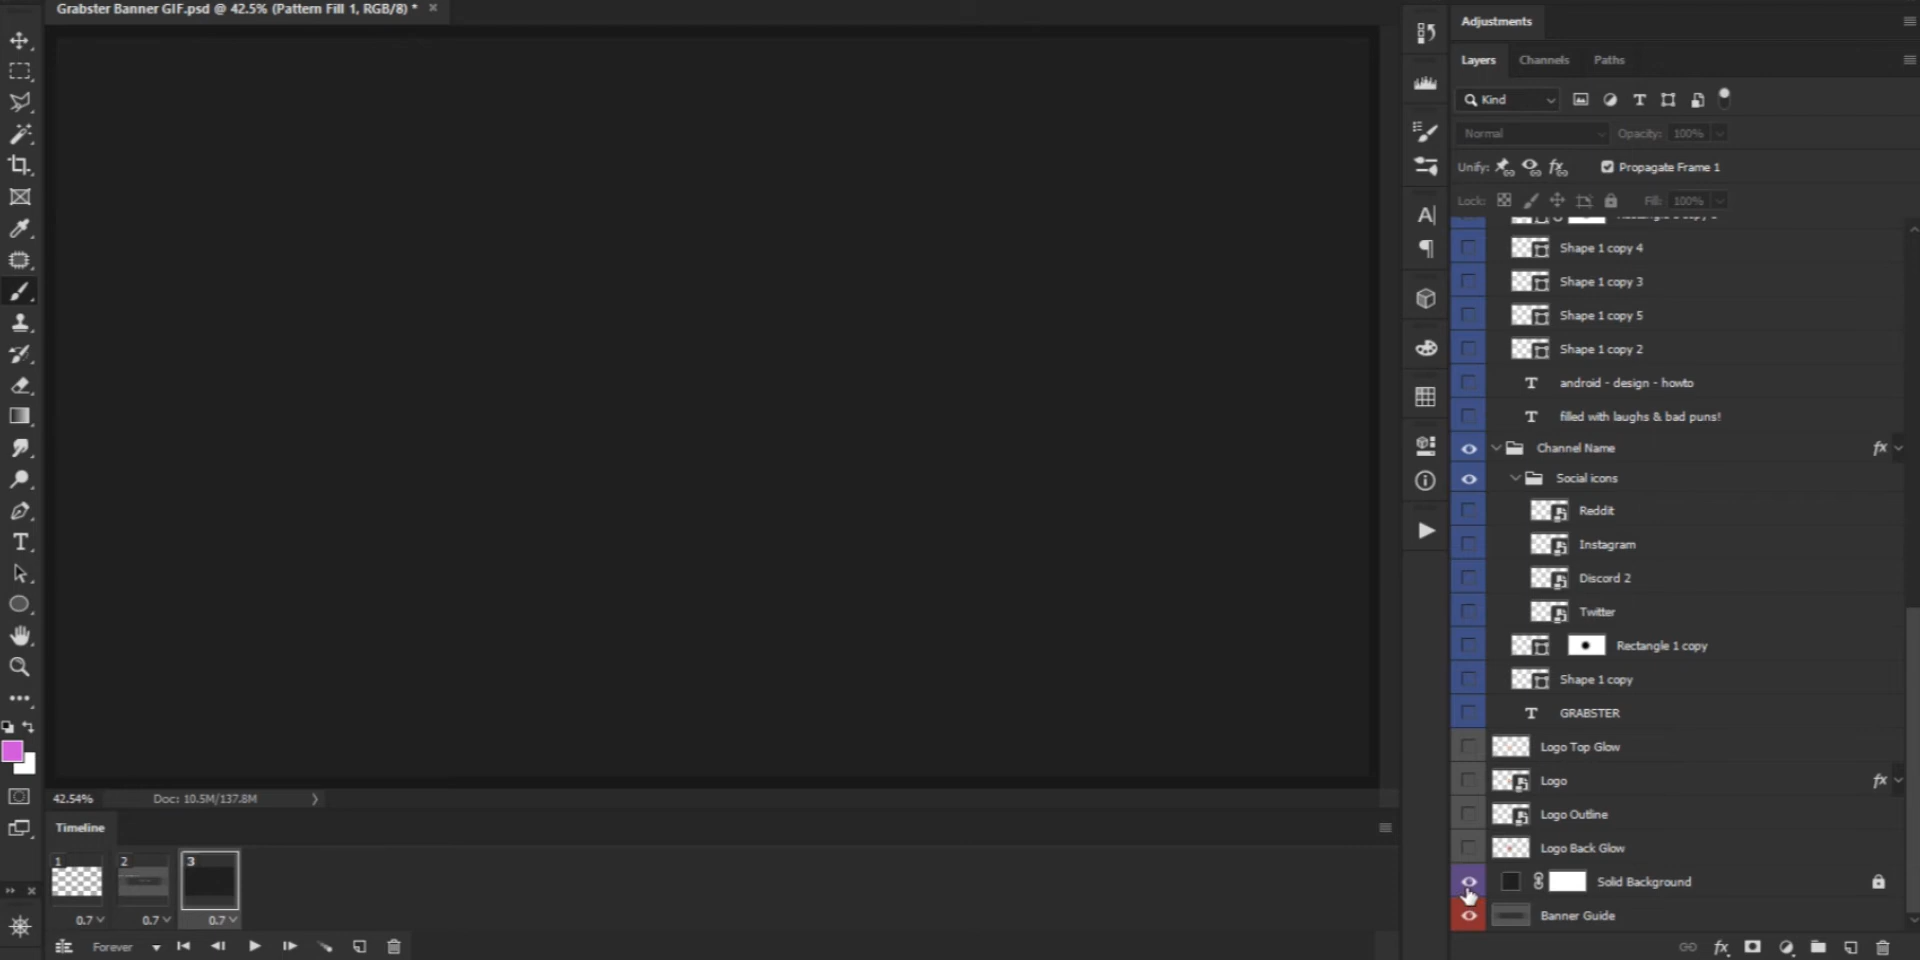 Grabster Banner GIF.psd @ 42.5% (Pattern Fill 1, RGB/8) *
Adjustments
Layers Channels Paths
Kind
Normal Opacity: 100%
Unify: Propagate Frame 1
Lock: Fill: 100%
Shape 1 copy 4
Shape 1 copy 3
Shape 1 copy 5
Shape 1 copy 2
android - design - howto
filled with laughs & bad puns!
Channel Name fx
Social icons
Reddit
Instagram
Discord 2
Twitter
Rectangle 1 copy
Shape 1 copy
GRABSTER
Logo Top Glow
Logo fx
Logo Outline
Logo Back Glow
Solid Background
Banner Guide
42.54% Doc: 10.5M/137.8M
Timeline
1 2 3
0.7 0.7 0.7
Forever